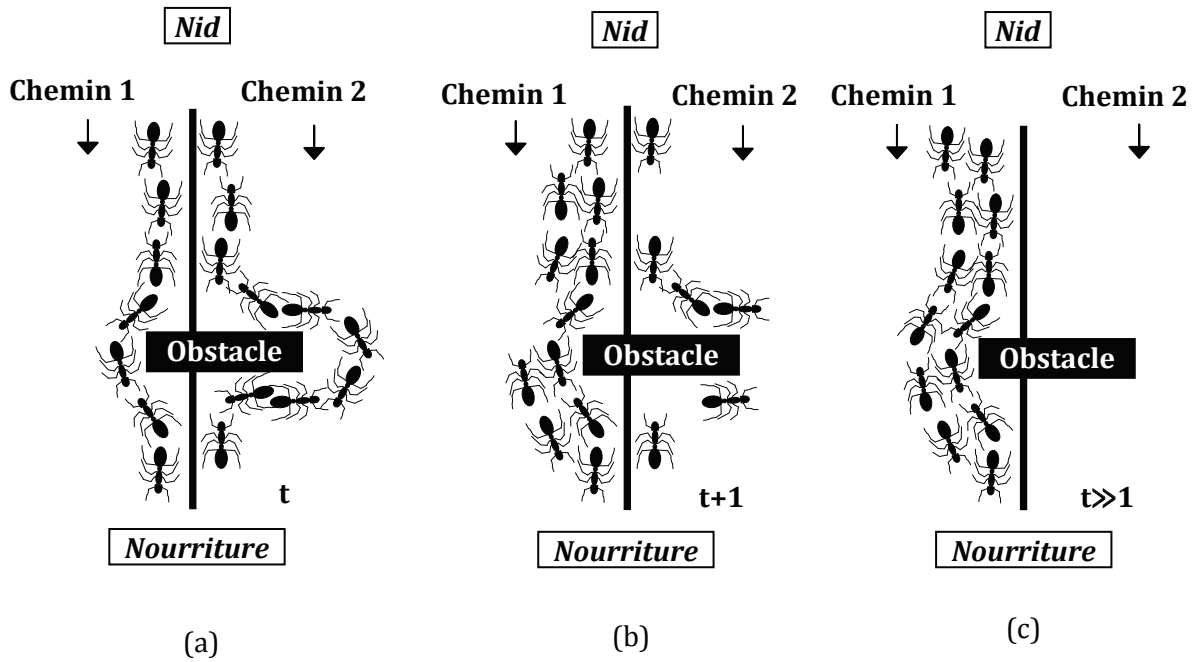 Nid
Nid
Nid
Chemin 1
Chemin 2
Chemin 1
Chemin 2
Chemin 1
Chemin 2
Obstacle
Obstacle
Obstacle
t
t+1
t≫1
Nourriture
Nourriture
Nourriture
(a)
(b)
(c)